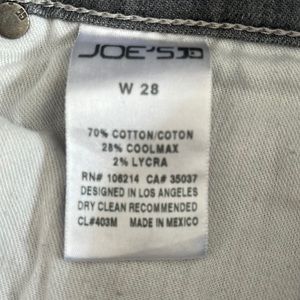 JOE'S
W 28
70% COTTON/COTON
28% COOLMAX
2% LYCRA
RN# 106214 CA# 35037
DESIGNED IN LOS ANGELES
DRY CLEAN RECOMMENDED
CL#403M MADE IN MEXICO